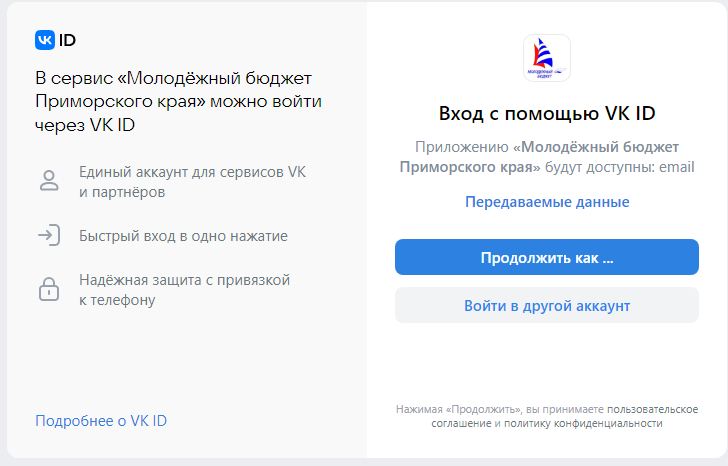 VK ID
В сервис «Молодёжный бюджет
Приморского края» можно войти
через VK ID
Единый аккаунт для сервисов VK
и партнёров
Быстрый вход в одно нажатие
Надёжная защита с привязкой
к телефону
Подробнее о VK ID
МОЛОДЕЖНЫЙ
БЮДЖЕТ
Вход с помощью VK ID
Приложению «Молодёжный бюджет
Приморского края» будут доступны: email
Передаваемые данные
Продолжить как ...
Войти в другой аккаунт
Нажимая «Продолжить», вы принимаете пользовательское
соглашение и политику конфиденциальности